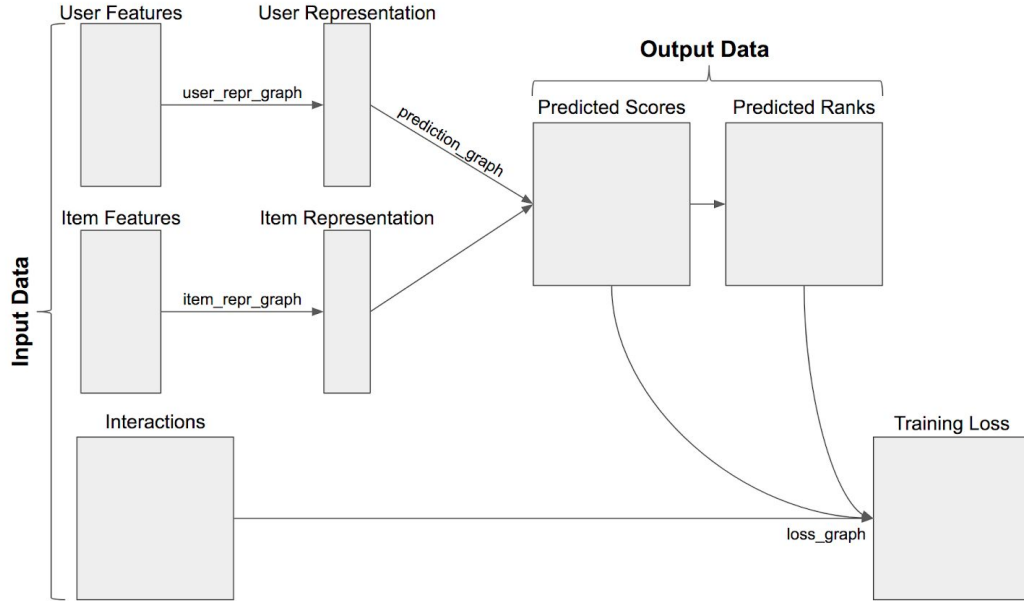 User Features
User Representation
Output Data
user_repr_graph
prediction_graph
Predicted Scores
Predicted Ranks
Item Features
Item Representation
Input Data
item_repr_graph
Interactions
Training Loss
loss_graph